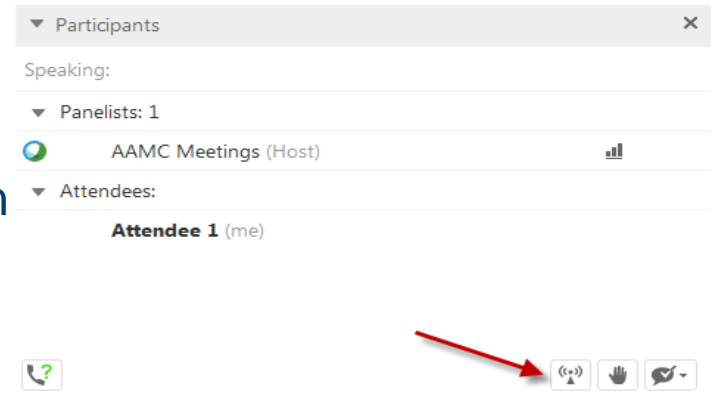 Participants
Speaking:
Panelists: 1
AAMC Meetings (Host)
Attendees:
Attendee 1 (me)
?